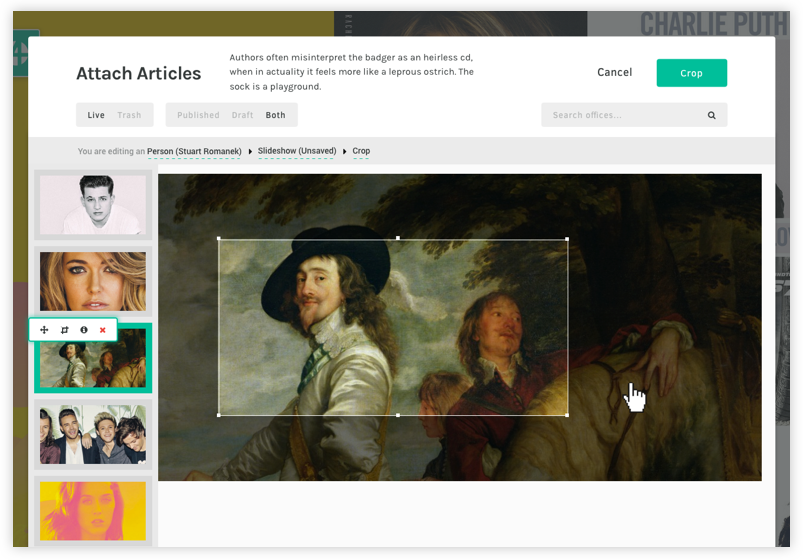 CHARLIE PUTH
Attach Articles
Authors often misinterpret the badger as an heirless cd,
when in actuality it feels more like a leprous ostrich. The
sock is a playground.
Cancel
Crop
Live Trash
Published Draft Both
Search offices...
You are editing an Person (Stuart Romanek) Slideshow (Unsaved) Crop